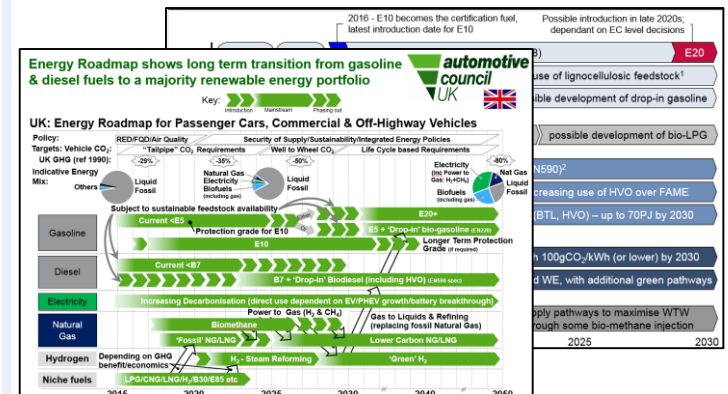 2016 - E10 becomes the certification fuel,
latest introduction date for E10
Possible introduction in late 2020s;
dependant on EC level decisions
E20
use of lignocellulosic feedstock1
development of drop-in gasoline
possible development of bio-LPG
(EN590)2
increasing use of HVO over FAME
(BTL, HVO) – up to 70PJ by 2030
100gCO2/kWh (or lower) by 2030
WE, with additional green pathways
pathways to maximise WTW
through some bio-methane injection
2025
2030
Energy Roadmap shows long term transition from gasoline
& diesel fuels to a majority renewable energy portfolio
automotive
council
UK
Key:
Introduction
Mainstream
Phasing out
UK: Energy Roadmap for Passenger Cars, Commercial & Off-Highway Vehicles
Policy:
RED/FQD/Air Quality
Security of Supply/Sustainability/Integrated Energy Policies
Targets: Vehicle CO2:
"Tailpipe" CO2 Requirements
Well to Wheel CO2
Life Cycle based Requirements
UK GHG (ref 1990):
-29%
-35%
-50%
-80%
Indicative Energy
Mix:
Others
Liquid
Fossil
Natural Gas
Electricity
Biofuels
(including gas)
Liquid
Fossil
Electricity
(inc Power to
Gas: H2+CH4)
Biofuels
(including gas)
Nat Gas
Liquid
Fossil
Subject to sustainable feedstock availability
Gasoline
Current <E5
Protection grade for E10
E20+
E5 + 'Drop in' bio-gasoline (EN228)
E10
Longer Term Protection
Grade (if required)
Diesel
Current <B7
B7 + 'Drop-in' Biodiesel (including HVO) (EN590 spec)
Electricity
Increasing Decarbonisation (direct use dependent on EV/PHEV growth/battery breakthrough)
Natural
Gas
Power to Gas (H2 & CH4)
Biomethane
Gas to Liquids & Refining
(replacing fossil Natural Gas)
'Fossil' NG/LNG
Lower Carbon NG/LNG
Hydrogen
Depending on GHG
benefit/economics
H2 - Steam Reforming
'Green' H2
Niche fuels
LPG/CNG/LNG/H2/B30/E85 etc
2015
2020
2025
2030
2040
2050